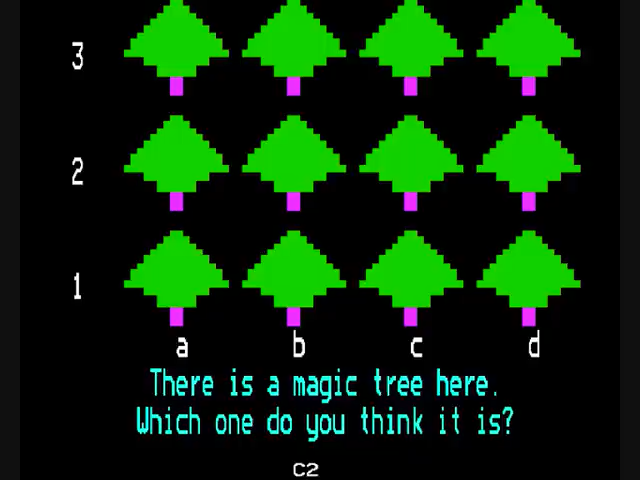 3
2
1
a b c d
There is a magic tree here.
Which one do you think it is?
C2